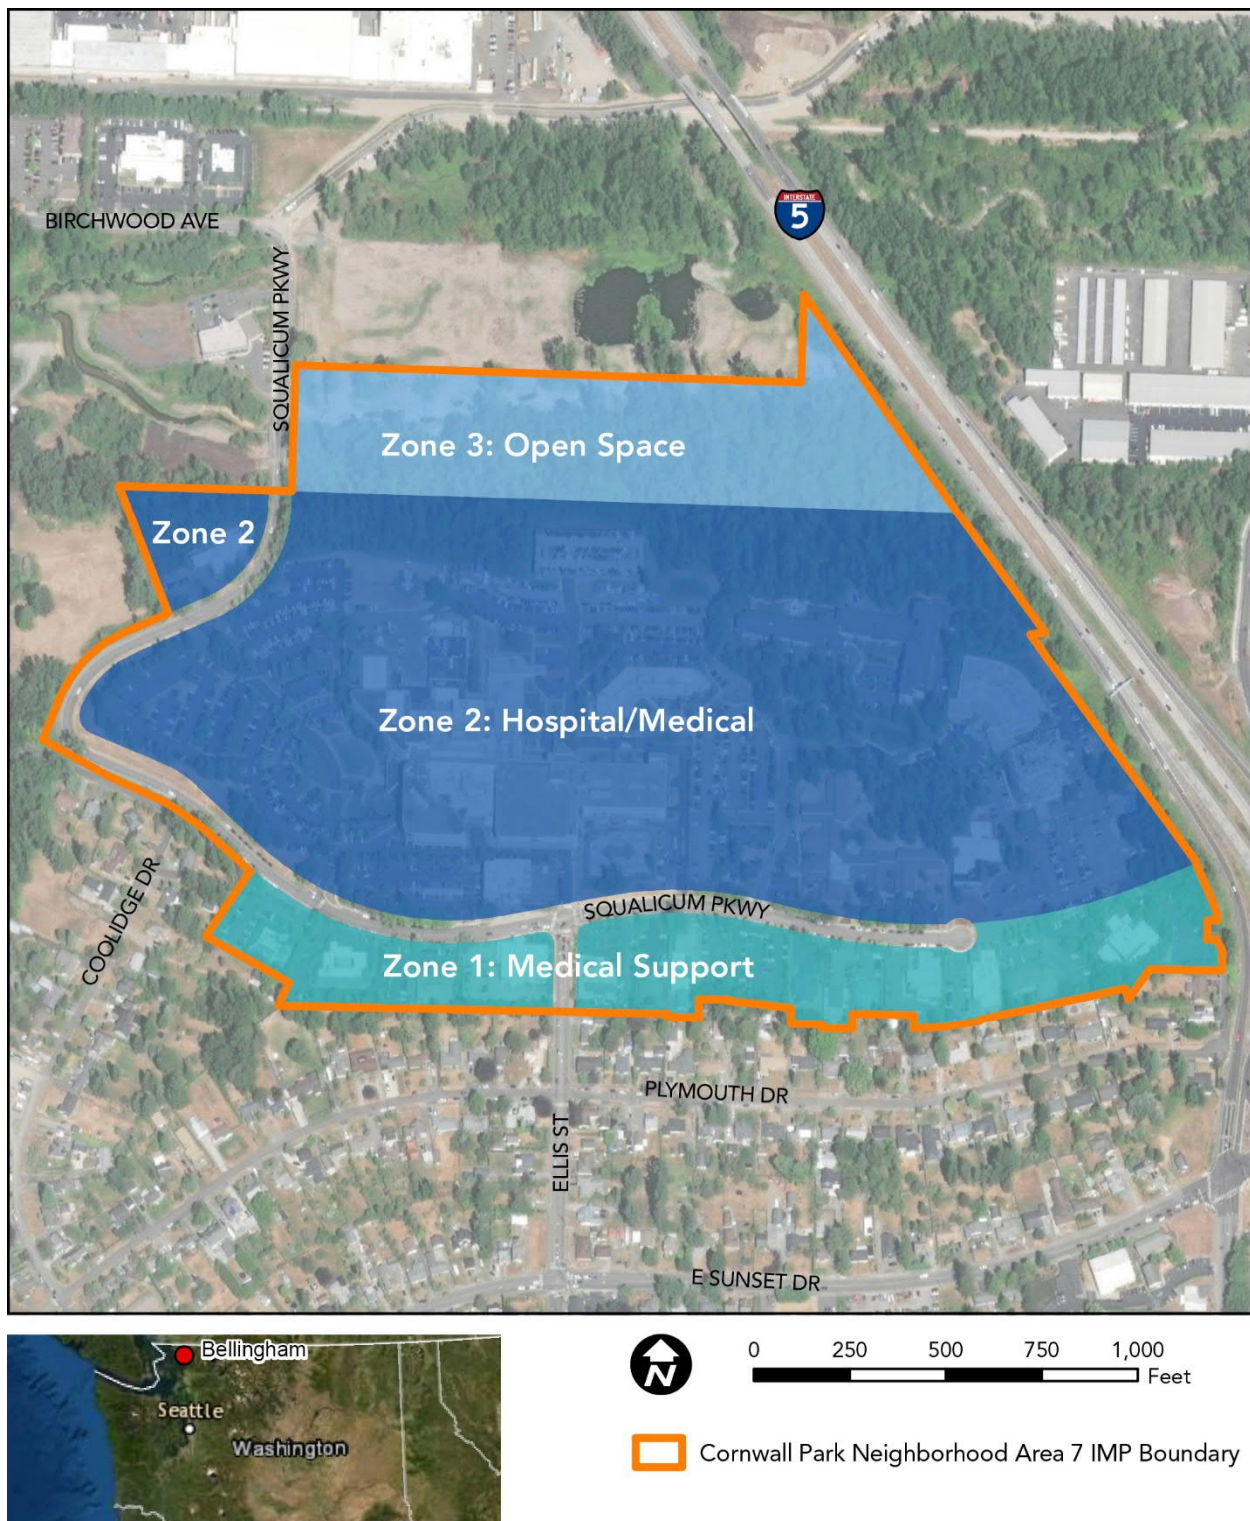 INTERSTATE
5
BIRCHWOOD AVE
SQUALICUM PKWY
Zone 3: Open Space
Zone 2
Zone 2: Hospital/Medical
COOLIDGE DR
SQUALICUM PKWY
Zone 1: Medical Support
PLYMOUTH DR
ELLIS ST
E SUNSET DR
Bellingham
Seattle
Washington
N
0 250 500 750 1,000
Feet
Cornwall Park Neighborhood Area 7 IMP Boundary